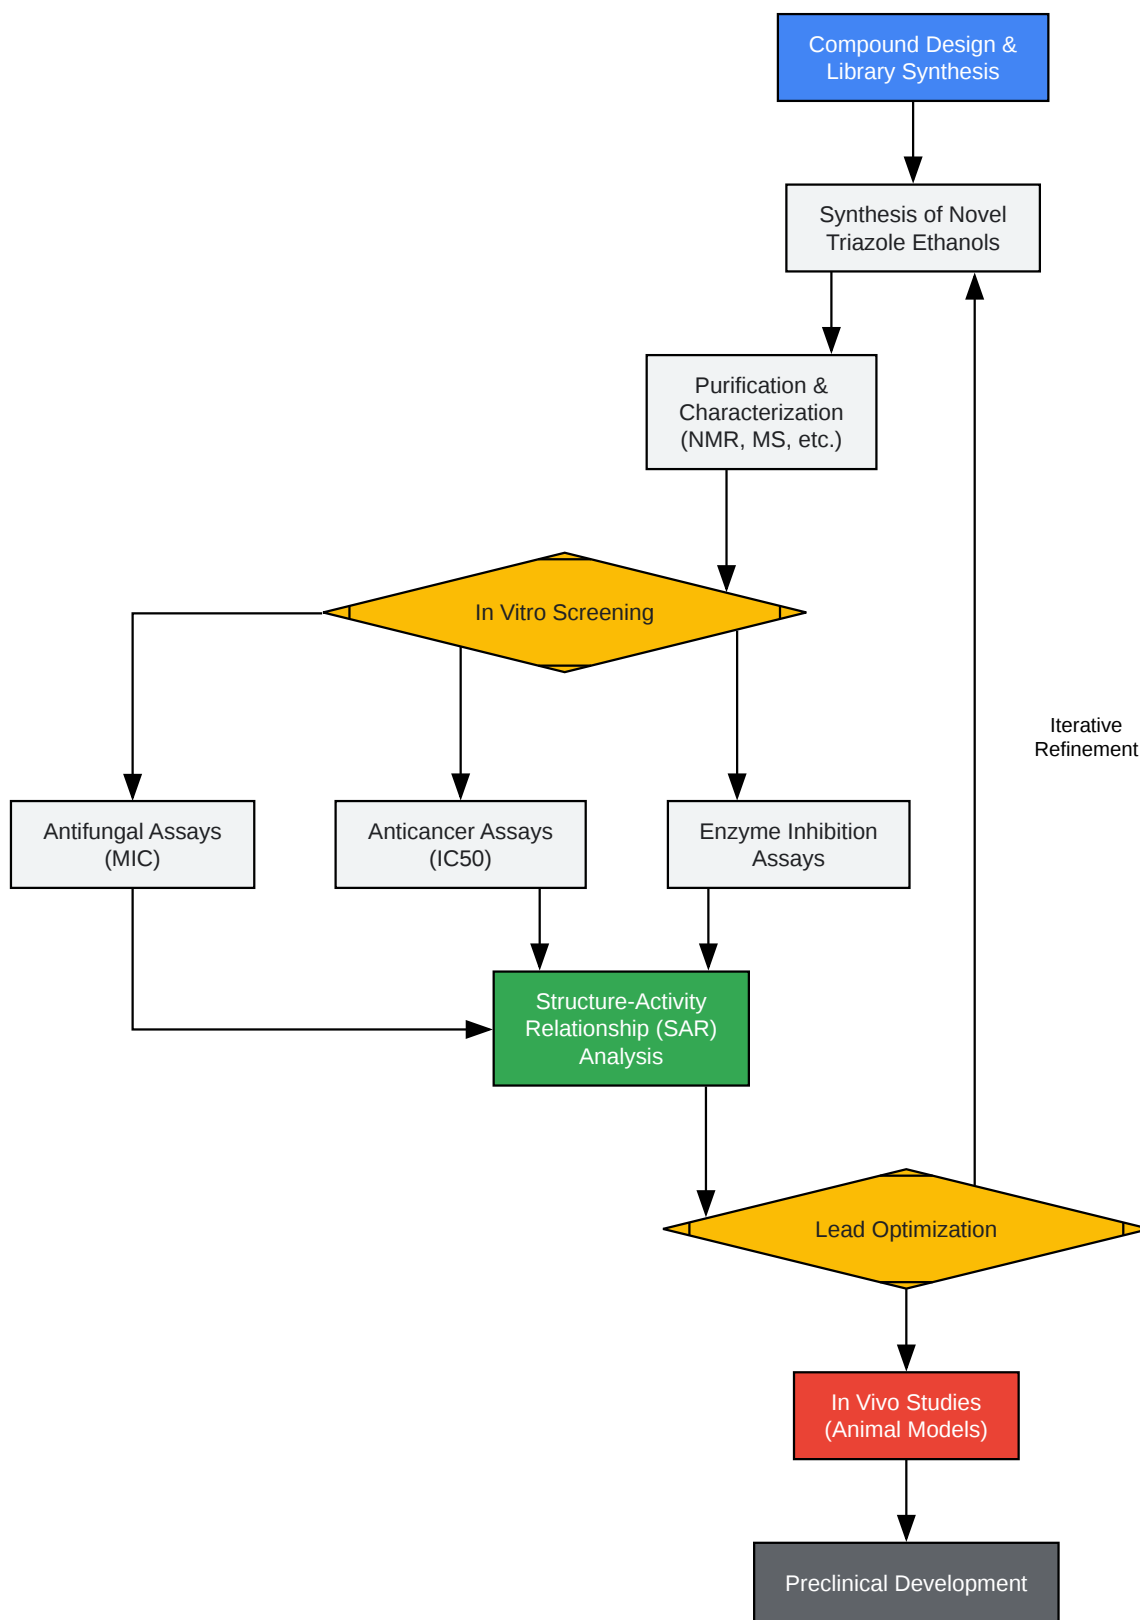 Compound Design &
Library Synthesis
Synthesis of Novel
Triazole Ethanols
Purification &
Characterization
(NMR, MS, etc.)
In Vitro Screening
Iterative
Refinement
Antifungal Assays
(MIC)
Anticancer Assays
(IC50)
Enzyme Inhibition
Assays
Structure-Activity
Relationship (SAR)
Analysis
Lead Optimization
In Vivo Studies
(Animal Models)
Preclinical Development